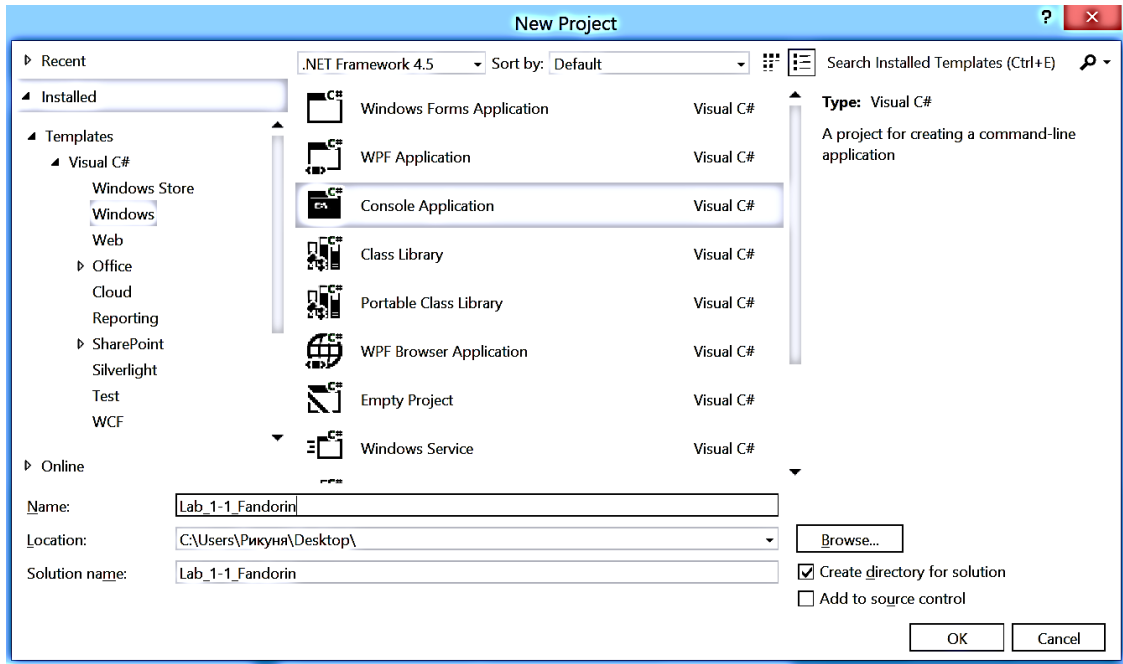 New Project
?
Recent
.NET Framework 4.5
Sort by: Default
Search Installed Templates (Ctrl+E)
Installed
Templates
Visual C#
Windows Store
Windows
Web
Office
Cloud
Reporting
SharePoint
Silverlight
Test
WCF
Online
C# Windows Forms Application Visual C#
C# WPF Application Visual C#
C# Console Application Visual C#
C# Class Library Visual C#
C# Portable Class Library Visual C#
C# WPF Browser Application Visual C#
C# Empty Project Visual C#
C# Windows Service Visual C#
Type: Visual C#
A project for creating a command-line
application
Name: Lab_1-1_Fandorin
Location: C:\Users\Рикуня\Desktop\
Browse...
Solution name: Lab_1-1_Fandorin
Create directory for solution
Add to source control
OK
Cancel